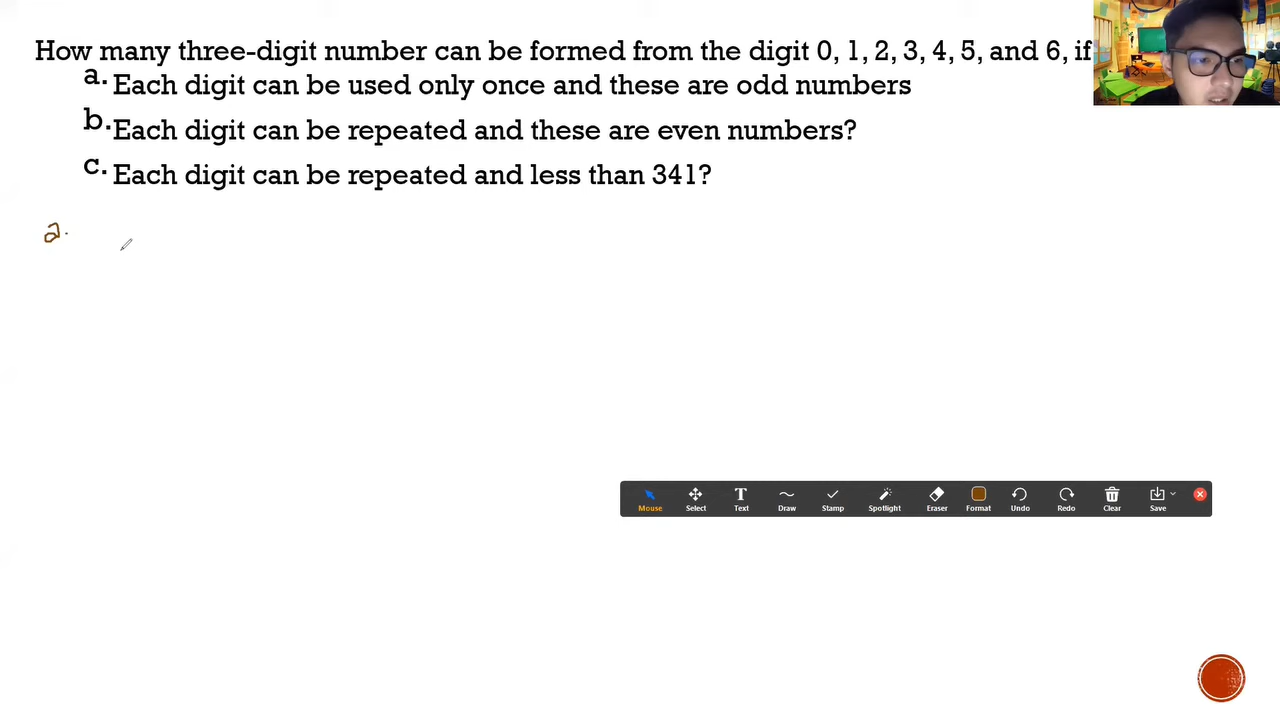 How many three-digit number can be formed from the digit 0, 1, 2, 3, 4, 5, and 6, if
a. Each digit can be used only once and these are odd numbers
b. Each digit can be repeated and these are even numbers?
c. Each digit can be repeated and less than 341?
a.
Mouse Select Text Draw Stamp Spotlight Eraser Format Undo Redo Clear Save